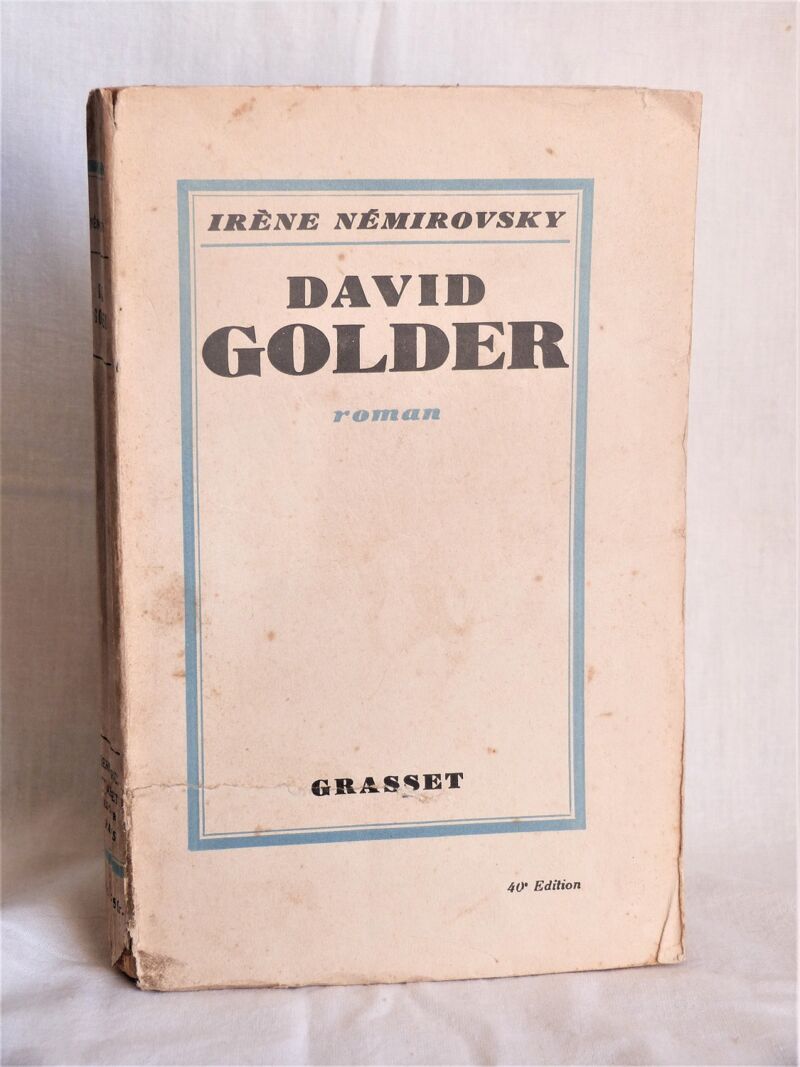 IRÈNE NÉMIROVSKY
DAVID
GOLDER
roman
GRASSET
40e Edition